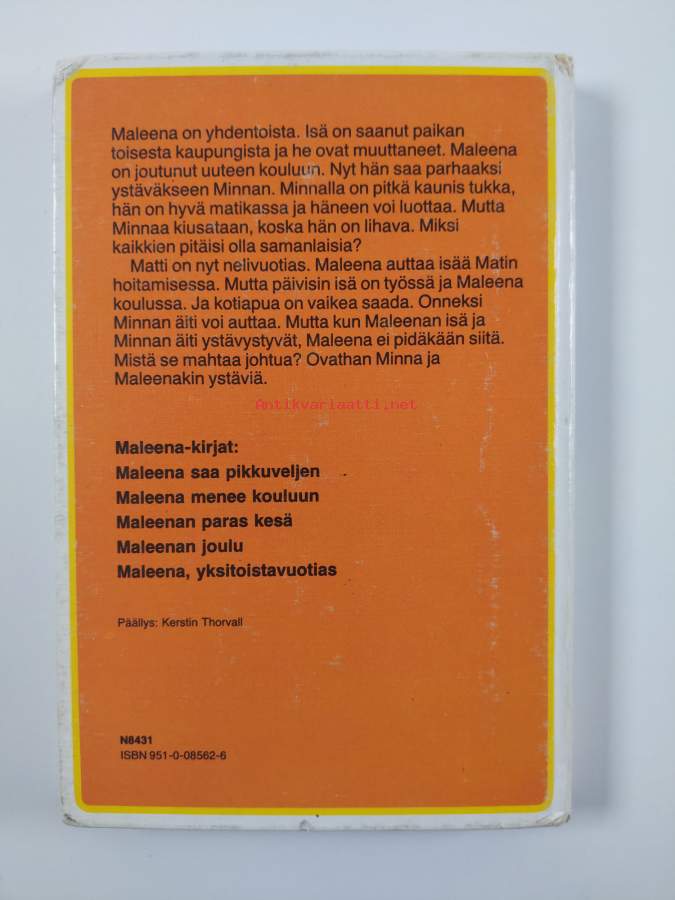 Maleena on yhdentoista. Isä on saanut paikan
toisesta kaupungista ja he ovat muuttaneet. Maleena
on joutunut uuteen kouluun. Nyt hän saa parhaaksi
ystäväkseen Minnan. Minnalla on pitkä kaunis tukka,
hän on hyvä matikassa ja häneen voi luottaa. Mutta
Minnaa kiusataan, koska hän on lihava. Miksi
kaikkien pitäisi olla samanlaisia?
Matti on nyt nelivuotias. Maleena auttaa isää Matin
hoitamisessa. Mutta päivisin isä on työssä ja Maleena
koulussa. Ja kotiapua on vaikea saada. Onneksi
Minnan äiti voi auttaa. Mutta kun Maleenan isä ja
Minnan äiti ystävystyvät, Maleena ei pidäkään siitä.
Mistä se mahtaa johtua? Ovathan Minna ja
Maleenakin ystäviä.
Antikvariaatti.net
Maleena-kirjat:
Maleena saa pikkuveljen
Maleena menee kouluun
Maleenan paras kesä
Maleenan joulu
Maleena, yksitoistavuotias
Päällys: Kerstin Thorvall
N8431
ISBN 951-0-08562-6